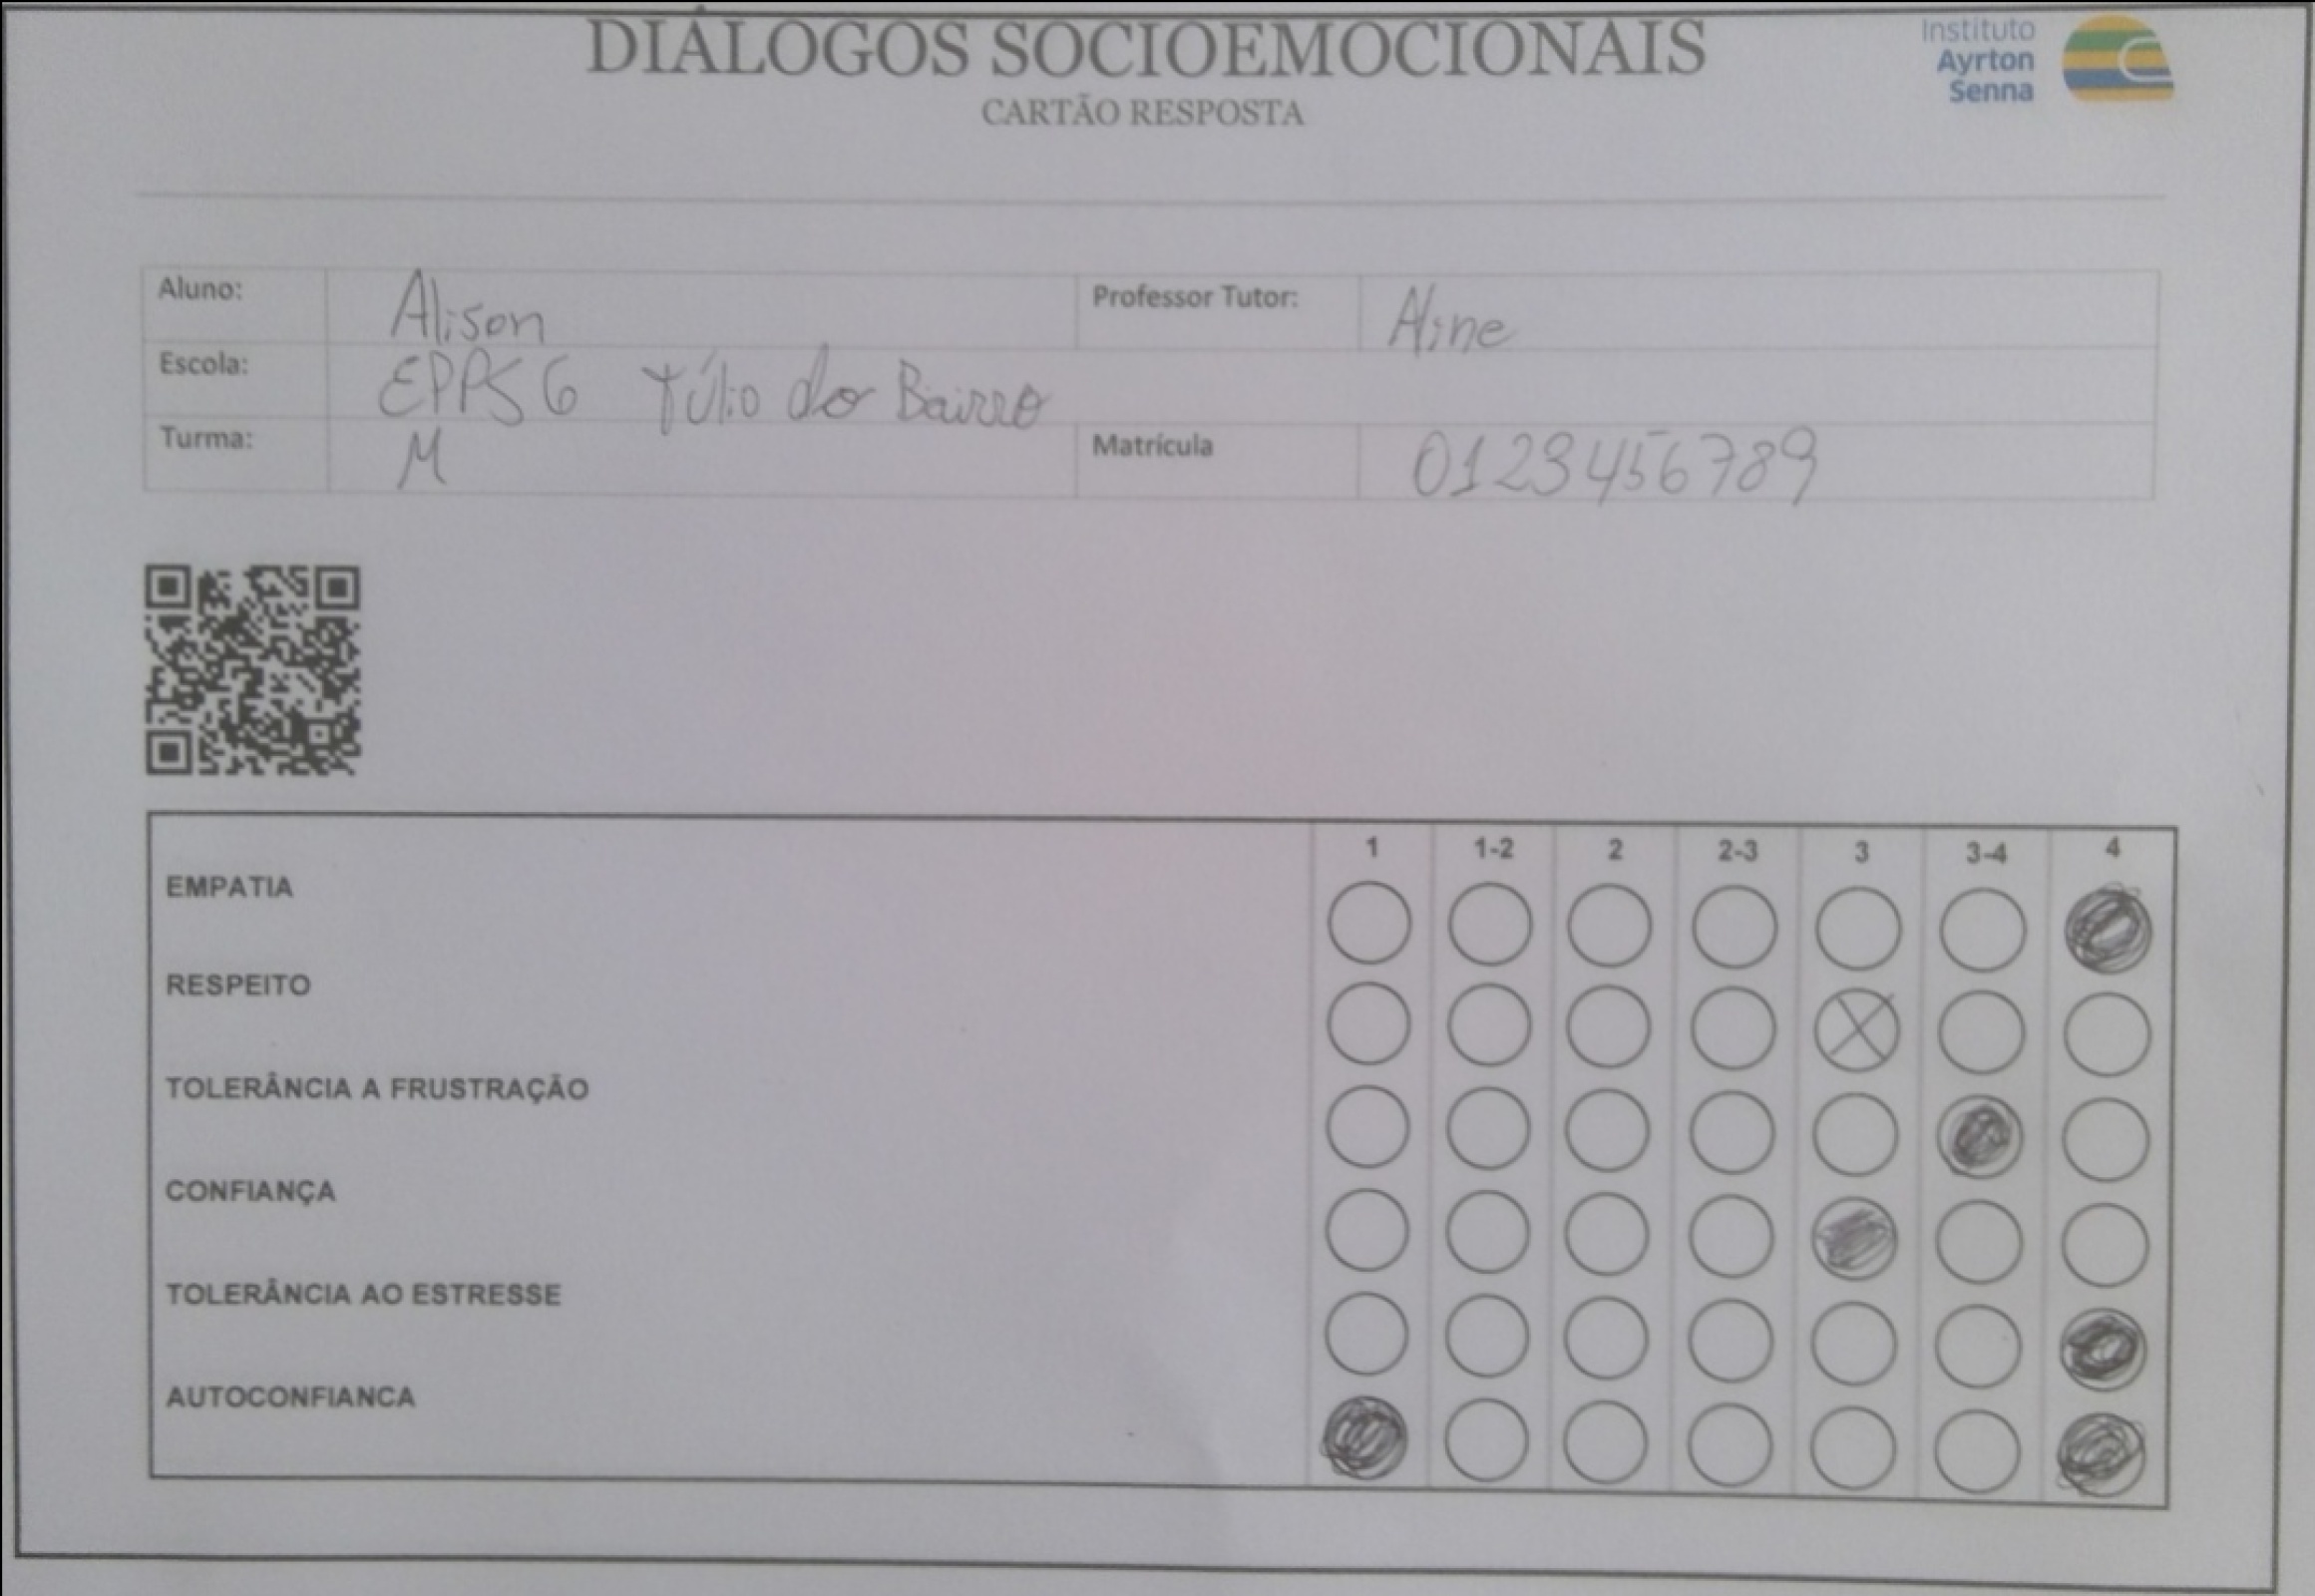 DIÁLOGOS SOCIOEMOCIONAIS
CARTÃO RESPOSTA
Instituto
Ayrton
Senna
Aluno: Alison Professor Tutor: Aline
Escola: EPPSG Túlio do Bairro
Turma: M Matrícula 0123456789
1 1-2 2 2-3 3 3-4 4
EMPATIA
RESPEITO
TOLERÂNCIA A FRUSTRAÇÃO
CONFIANÇA
TOLERÂNCIA AO ESTRESSE
AUTOCONFIANCA